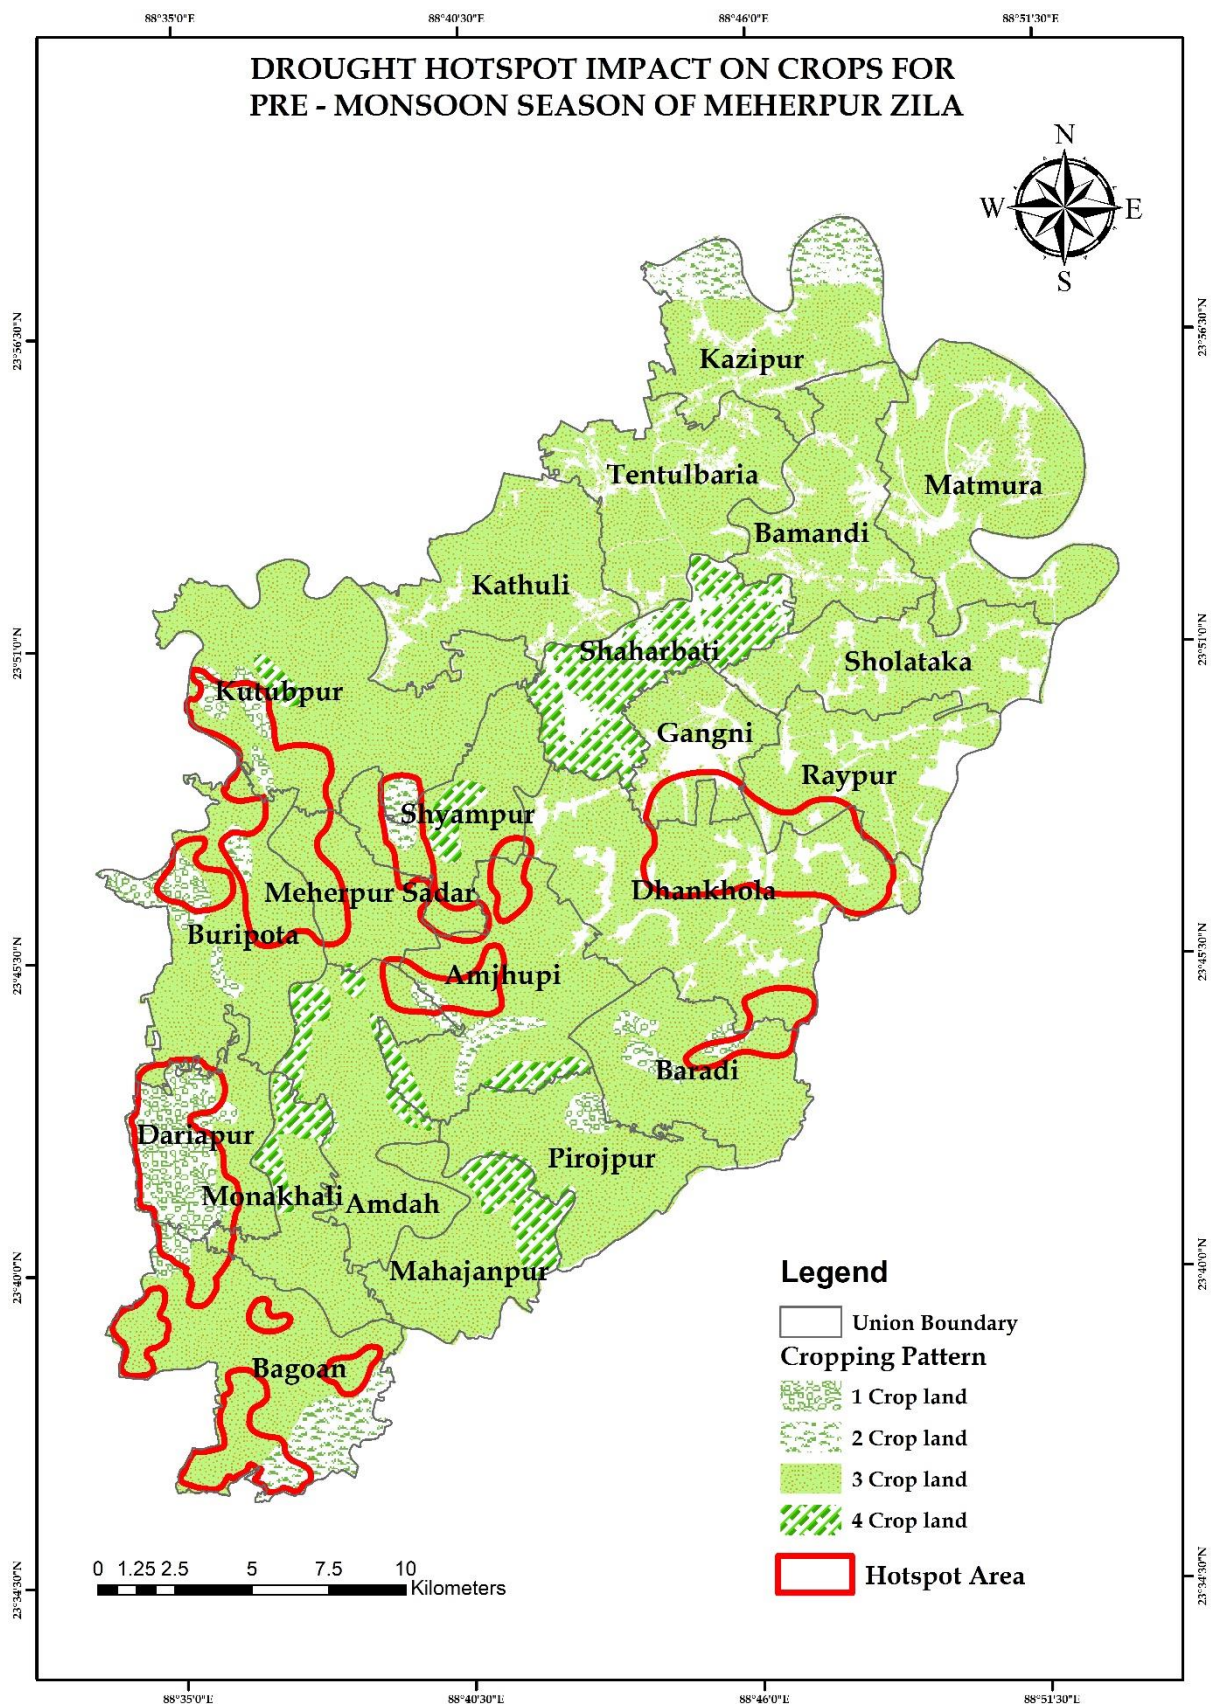 88°35'0"E 88°40'30"E 88°46'0"E 88°51'30"E
DROUGHT HOTSPOT IMPACT ON CROPS FOR
PRE - MONSOON SEASON OF MEHERPUR ZILA
N
W E
S
23°56'30"N 23°56'30"N
Kazipur
Tentulbaria
Matmura
Bamandi
Kathuli
23°51'0"N 23°51'0"N
Shaharbati
Sholataka
Kutubpur
Gangni
Raypur
Shyampur
Meherpur Sadar
Dhankhola
Buripota
23°45'30"N 23°45'30"N
Amjhupi
Baradi
Dariapur
Pirojpur
Monakhali
Amdah
Mahajanpur
23°40'0"N 23°40'0"N
Bagoan
Legend
Union Boundary
Cropping Pattern
1 Crop land
2 Crop land
3 Crop land
4 Crop land
Hotspot Area
0 1.25 2.5 5 7.5 10
Kilometers
23°34'30"N 23°34'30"N
88°35'0"E 88°40'30"E 88°46'0"E 88°51'30"E